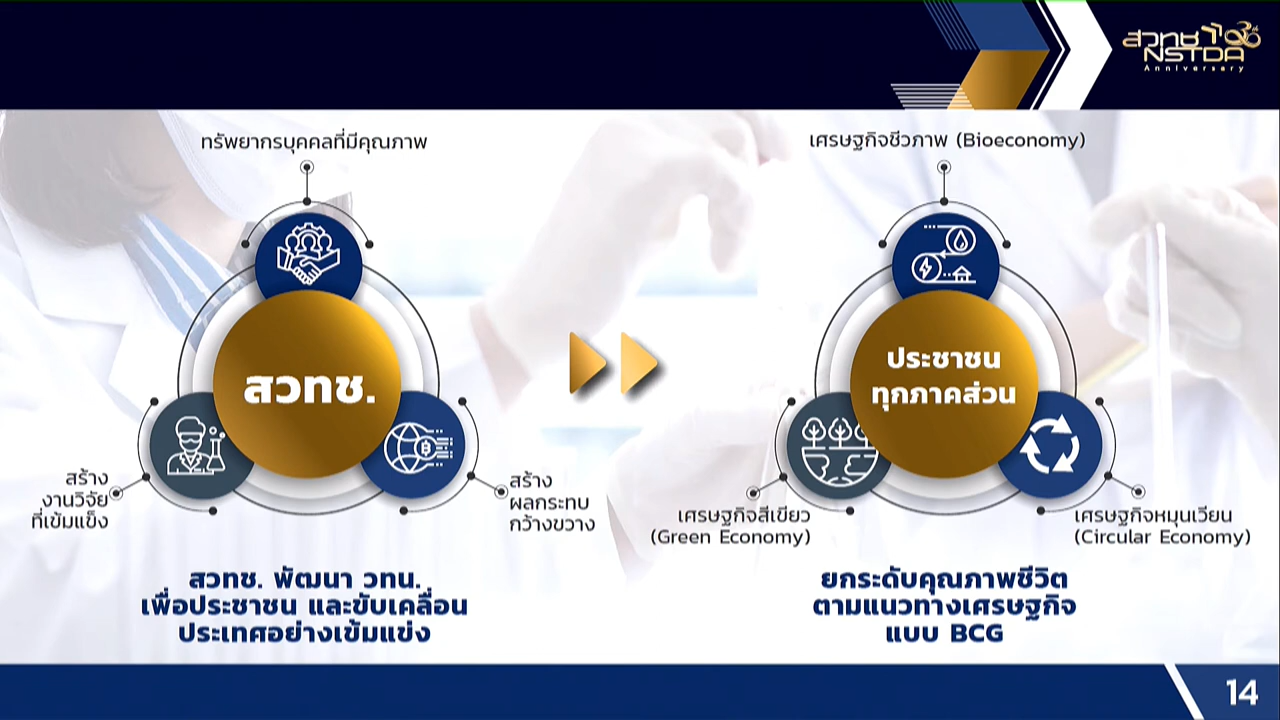 สวทช
NSTDA
Anniversary
ทรัพยากรบุคคลที่มีคุณภาพ
สวทช.
สร้าง
งานวิจัย
ที่เข้มแข็ง
สร้าง
ผลกระทบ
กว้างขวาง
สวทช. พัฒนา วทน.
เพื่อประชาชน และขับเคลื่อน
ประเทศอย่างเข้มแข่ง
เศรษฐกิจชีวภาพ (Bioeconomy)
ประชาชน
ทุกภาคส่วน
เศรษฐกิจสีเขียว
(Green Economy)
เศรษฐกิจหมุนเวียน
(Circular Economy)
ยกระดับคุณภาพชีวิต
ตามแนวทางเศรษฐกิจ
แบบ BCG
14